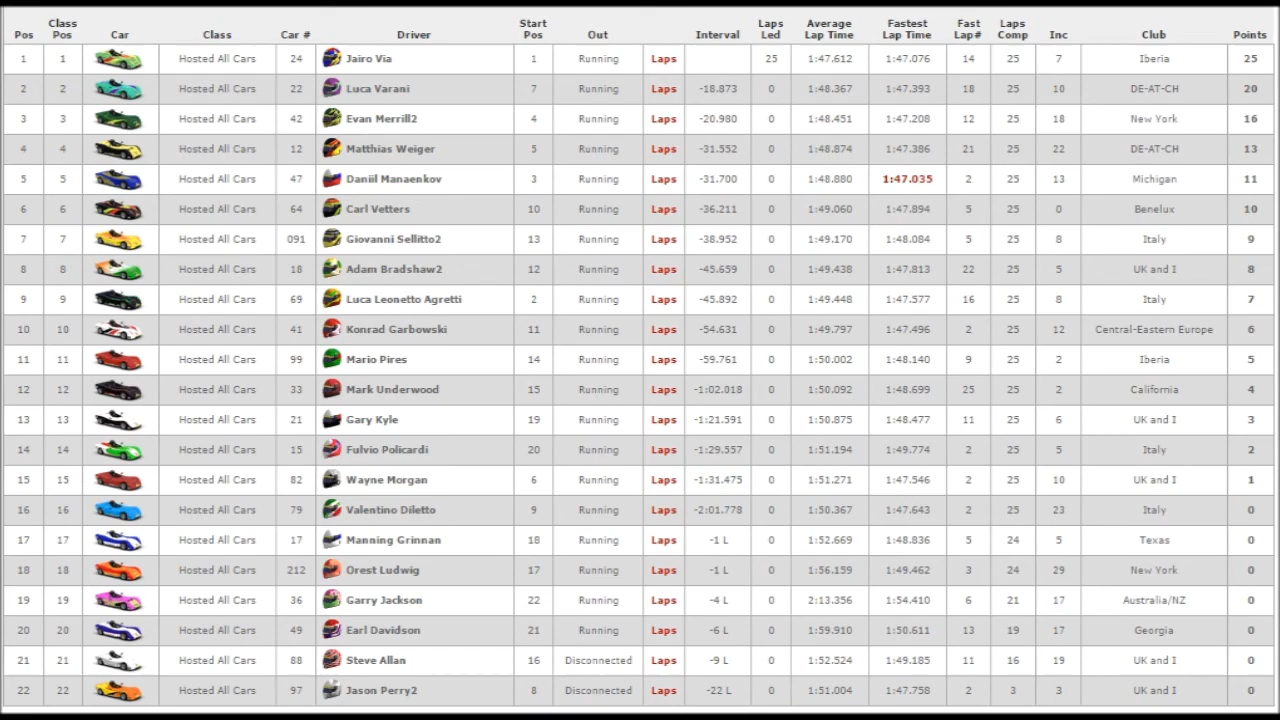 Pos Class Pos Car Class Car # Driver Start Pos Out Interval Laps Led Average Lap Time Fastest Lap Time Fast Lap# Laps Comp Inc Club Points
1 1 Hosted All Cars 24 Jairo Via 1 Running Laps 25 1:47.612 1:47.076 14 25 7 Iberia 25
2 2 Hosted All Cars 22 Luca Varani 7 Running Laps -18.873 0 1:48.367 1:47.393 18 25 10 DE-AT-CH 20
3 3 Hosted All Cars 42 Evan Merrill2 4 Running Laps -20.980 0 1:48.451 1:47.208 12 25 18 New York 16
4 4 Hosted All Cars 12 Matthias Weiger 5 Running Laps -31.552 0 1:48.874 1:47.386 21 25 22 DE-AT-CH 13
5 5 Hosted All Cars 47 Daniil Manaenkov 3 Running Laps -31.700 0 1:48.880 1:47.035 2 25 13 Michigan 11
6 6 Hosted All Cars 64 Carl Vetters 10 Running Laps -36.211 0 1:49.060 1:47.894 5 25 0 Benelux 10
7 7 Hosted All Cars 091 Giovanni Sellitto2 13 Running Laps -38.952 0 1:49.170 1:48.084 5 25 8 Italy 9
8 8 Hosted All Cars 18 Adam Bradshaw2 12 Running Laps -45.659 0 1:49.438 1:47.813 22 25 5 UK and I 8
9 9 Hosted All Cars 69 Luca Leonetto Agretti 2 Running Laps -45.892 0 1:49.448 1:47.577 16 25 8 Italy 7
10 10 Hosted All Cars 41 Konrad Garbowski 11 Running Laps -54.631 0 1:49.797 1:47.496 2 25 12 Central-Eastern Europe 6
11 11 Hosted All Cars 99 Mario Pires 14 Running Laps -59.761 0 1:50.002 1:48.140 9 25 2 Iberia 5
12 12 Hosted All Cars 33 Mark Underwood 15 Running Laps -1:02.018 0 1:50.092 1:48.699 25 25 2 California 4
13 13 Hosted All Cars 21 Gary Kyle 19 Running Laps -1:21.591 0 1:50.875 1:48.477 11 25 6 UK and I 3
14 14 Hosted All Cars 15 Fulvio Policardi 20 Running Laps -1:29.557 0 1:51.194 1:49.774 2 25 5 Italy 2
15 15 Hosted All Cars 82 Wayne Morgan 6 Running Laps -1:31.475 0 1:51.271 1:47.546 2 25 10 UK and I 1
16 16 Hosted All Cars 79 Valentino Diletto 9 Running Laps -2:01.778 0 1:50.367 1:47.643 2 25 23 Italy 0
17 17 Hosted All Cars 17 Manning Grinnan 18 Running Laps -1 L 0 1:52.669 1:48.836 5 24 5 Texas 0
18 18 Hosted All Cars 212 Orest Ludwig 17 Running Laps -1 L 0 1:56.159 1:49.462 3 24 29 New York 0
19 19 Hosted All Cars 36 Garry Jackson 22 Running Laps -4 L 0 2:13.356 1:54.410 6 21 17 Australia/NZ 0
20 20 Hosted All Cars 49 Earl Davidson 21 Running Laps -6 L 0 1:59.910 1:50.611 13 19 17 Georgia 0
21 21 Hosted All Cars 88 Steve Allan 16 Disconnected Laps -9 L 0 1:52.524 1:49.185 11 16 19 UK and I 0
22 22 Hosted All Cars 97 Jason Perry2 8 Disconnected Laps -22 L 0 1:51.004 1:47.758 2 3 3 UK and I 0